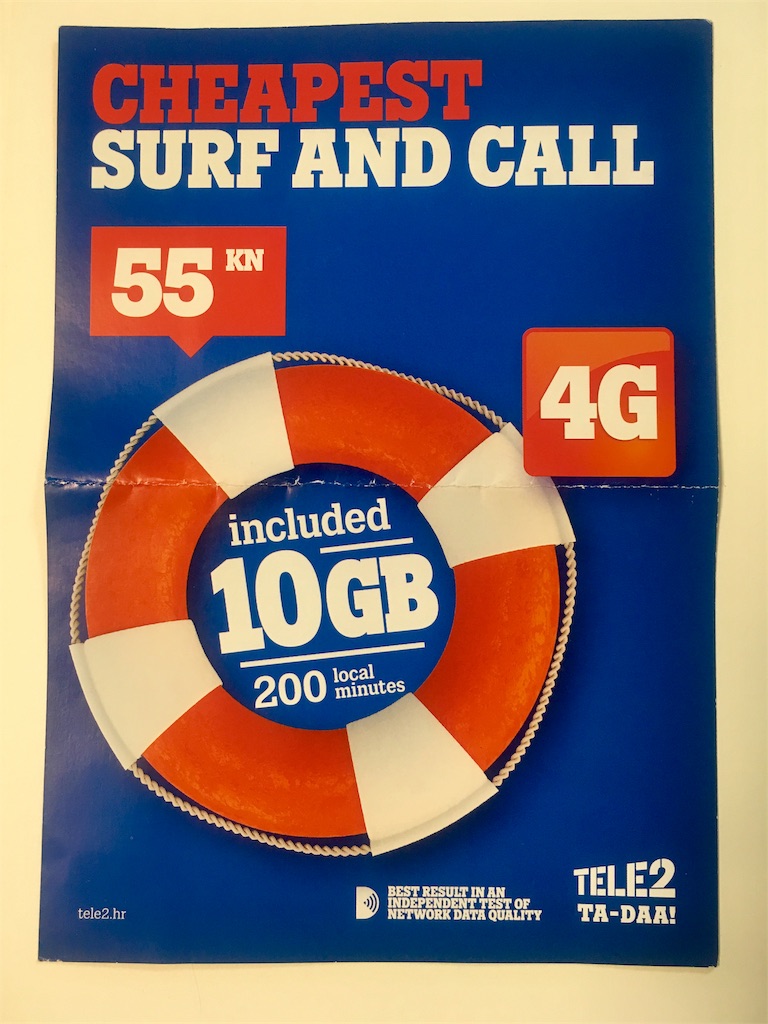 CHEAPEST
SURF AND CALL
55 KN
4G
included
10GB
200 local
minutes
tele2.hr
BEST RESULT IN AN
INDEPENDENT TEST OF
NETWORK DATA QUALITY
TELE2
TA-DAA!